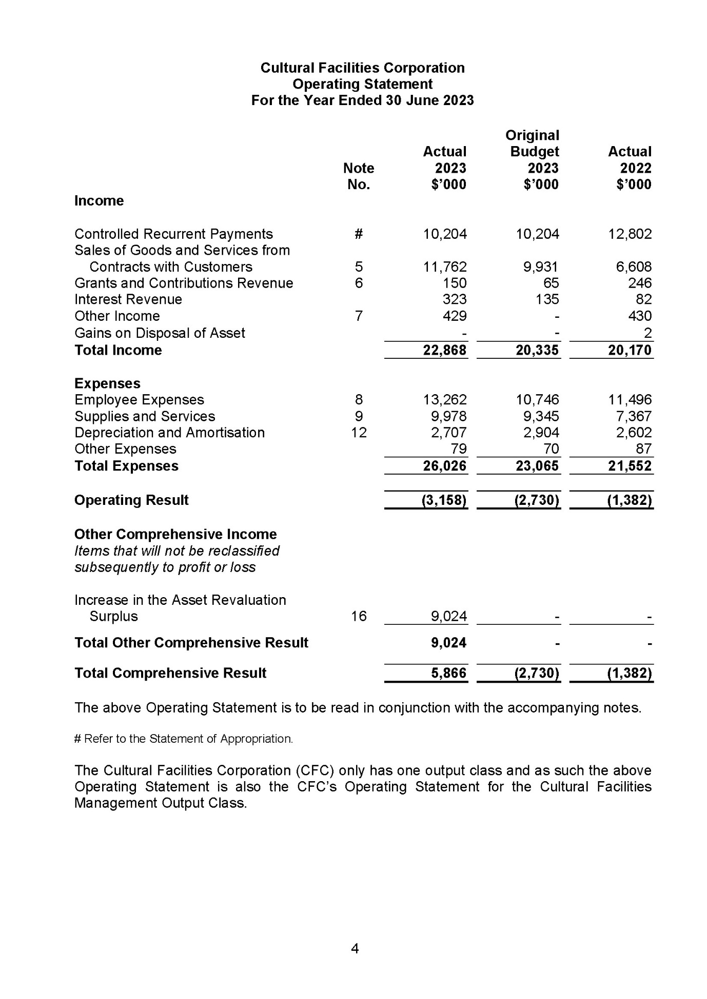 Cultural Facilities Corporation
Operating Statement
For the Year Ended 30 June 2023
Original
Actual Budget Actual
Note 2023 2023 2022
No. $’000 $’000 $’000
Income
Controlled Recurrent Payments # 10,204 10,204 12,802
Sales of Goods and Services from
Contracts with Customers 5 11,762 9,931 6,608
Grants and Contributions Revenue 6 150 65 246
Interest Revenue 323 135 82
Other Income 7 429 - 430
Gains on Disposal of Asset - - 2
Total Income 22,868 20,335 20,170
Expenses
Employee Expenses 8 13,262 10,746 11,496
Supplies and Services 9 9,978 9,345 7,367
Depreciation and Amortisation 12 2,707 2,904 2,602
Other Expenses 79 70 87
Total Expenses 26,026 23,065 21,552
Operating Result (3,158) (2,730) (1,382)
Other Comprehensive Income
Items that will not be reclassified
subsequently to profit or loss
Increase in the Asset Revaluation
Surplus 16 9,024 - -
Total Other Comprehensive Result 9,024 - -
Total Comprehensive Result 5,866 (2,730) (1,382)
The above Operating Statement is to be read in conjunction with the accompanying notes.
# Refer to the Statement of Appropriation.
The Cultural Facilities Corporation (CFC) only has one output class and as such the above
Operating Statement is also the CFC’s Operating Statement for the Cultural Facilities
Management Output Class.
4